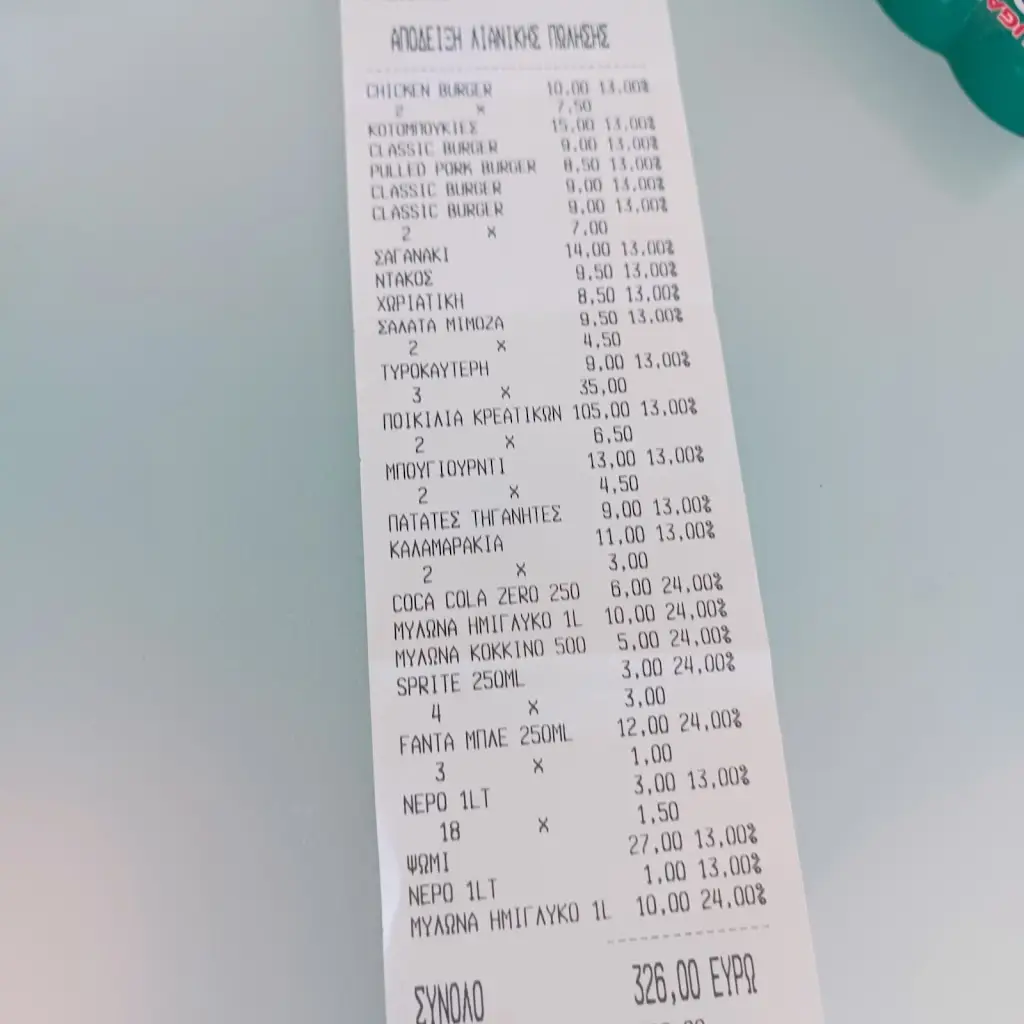 ΑΠΟΔΕΙΞΗ ΛΙΑΝΙΚΗΣ ΠΩΛΗΣΗΣ
CHICKEN BURGER 10,00 13,00%
2 x 7,50
ΚΟΤΟΜΠΟΥΚΙΕΣ 15,00 13,00%
CLASSIC BURGER 9,00 13,00%
PULLED PORK BURGER 8,50 13,00%
CLASSIC BURGER 9,00 13,00%
CLASSIC BURGER 9,00 13,00%
2 x 7,00
ΣΑΓΑΝΑΚΙ 14,00 13,00%
ΝΤΑΚΟΣ 9,50 13,00%
ΧΩΡΙΑΤΙΚΗ 8,50 13,00%
ΣΑΛΑΤΑ ΜΙΜΟΖΑ 9,50 13,00%
2 x 4,50
ΤΥΡΟΚΑΥΤΕΡΗ 9,00 13,00%
3 x 35,00
ΠΟΙΚΙΛΙΑ ΚΡΕΑΤΙΚΩΝ 105,00 13,00%
2 x 6,50
ΜΠΟΥΓΙΟΥΡΝΤΙ 13,00 13,00%
2 x 4,50
ΠΑΤΑΤΕΣ ΤΗΓΑΝΗΤΕΣ 9,00 13,00%
ΚΑΛΑΜΑΡΑΚΙΑ 11,00 13,00%
2 x 3,00
COCA COLA ZERO 250 6,00 24,00%
ΜΥΛΩΝΑ ΗΜΙΓΛΥΚΟ 1L 10,00 24,00%
ΜΥΛΩΝΑ ΚΟΚΚΙΝΟ 500 5,00 24,00%
SPRITE 250ML 3,00 24,00%
4 x 3,00
FANTA ΜΠΛΕ 250ML 12,00 24,00%
3 x 1,00
ΝΕΡΟ 1LT 3,00 13,00%
18 x 1,50
ΨΩΜΙ 27,00 13,00%
ΝΕΡΟ 1LT 1,00 13,00%
ΜΥΛΩΝΑ ΗΜΙΓΛΥΚΟ 1L 10,00 24,00%
ΣΥΝΟΛΟ 326,00 ΕΥΡΩ